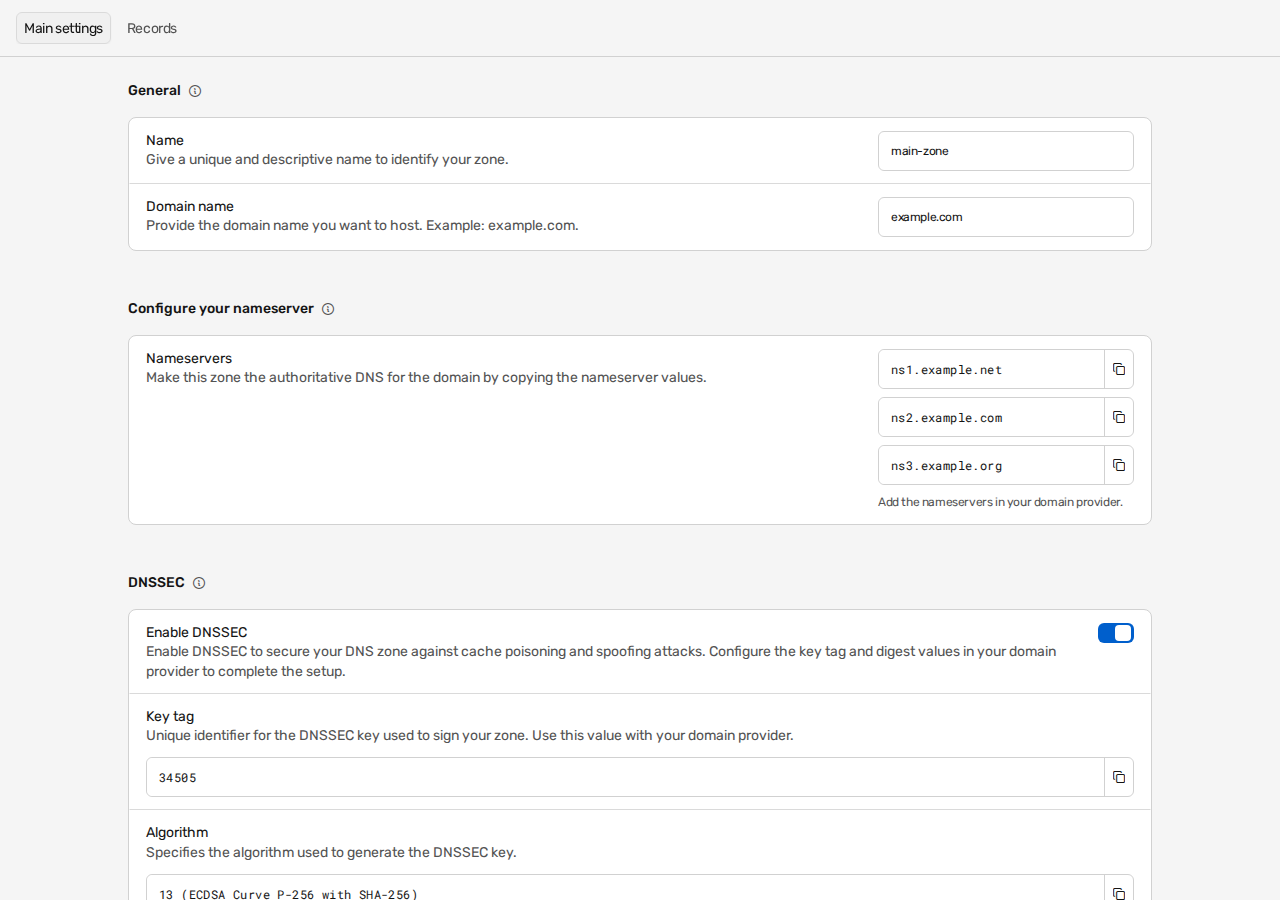 Main settings
Records
General
Name
Give a unique and descriptive name to identify your zone.
main-zone
Domain name
Provide the domain name you want to host. Example: example.com.
example.com
Configure your nameserver
Nameservers
Make this zone the authoritative DNS for the domain by copying the nameserver values.
ns1.example.net
ns2.example.com
ns3.example.org
Add the nameservers in your domain provider.
DNSSEC
Enable DNSSEC
Enable DNSSEC to secure your DNS zone against cache poisoning and spoofing attacks. Configure the key tag and digest values in your domain
provider to complete the setup.
Key tag
Unique identifier for the DNSSEC key used to sign your zone. Use this value with your domain provider.
34505
Algorithm
Specifies the algorithm used to generate the DNSSEC key.
13 (ECDSA Curve P-256 with SHA-256)